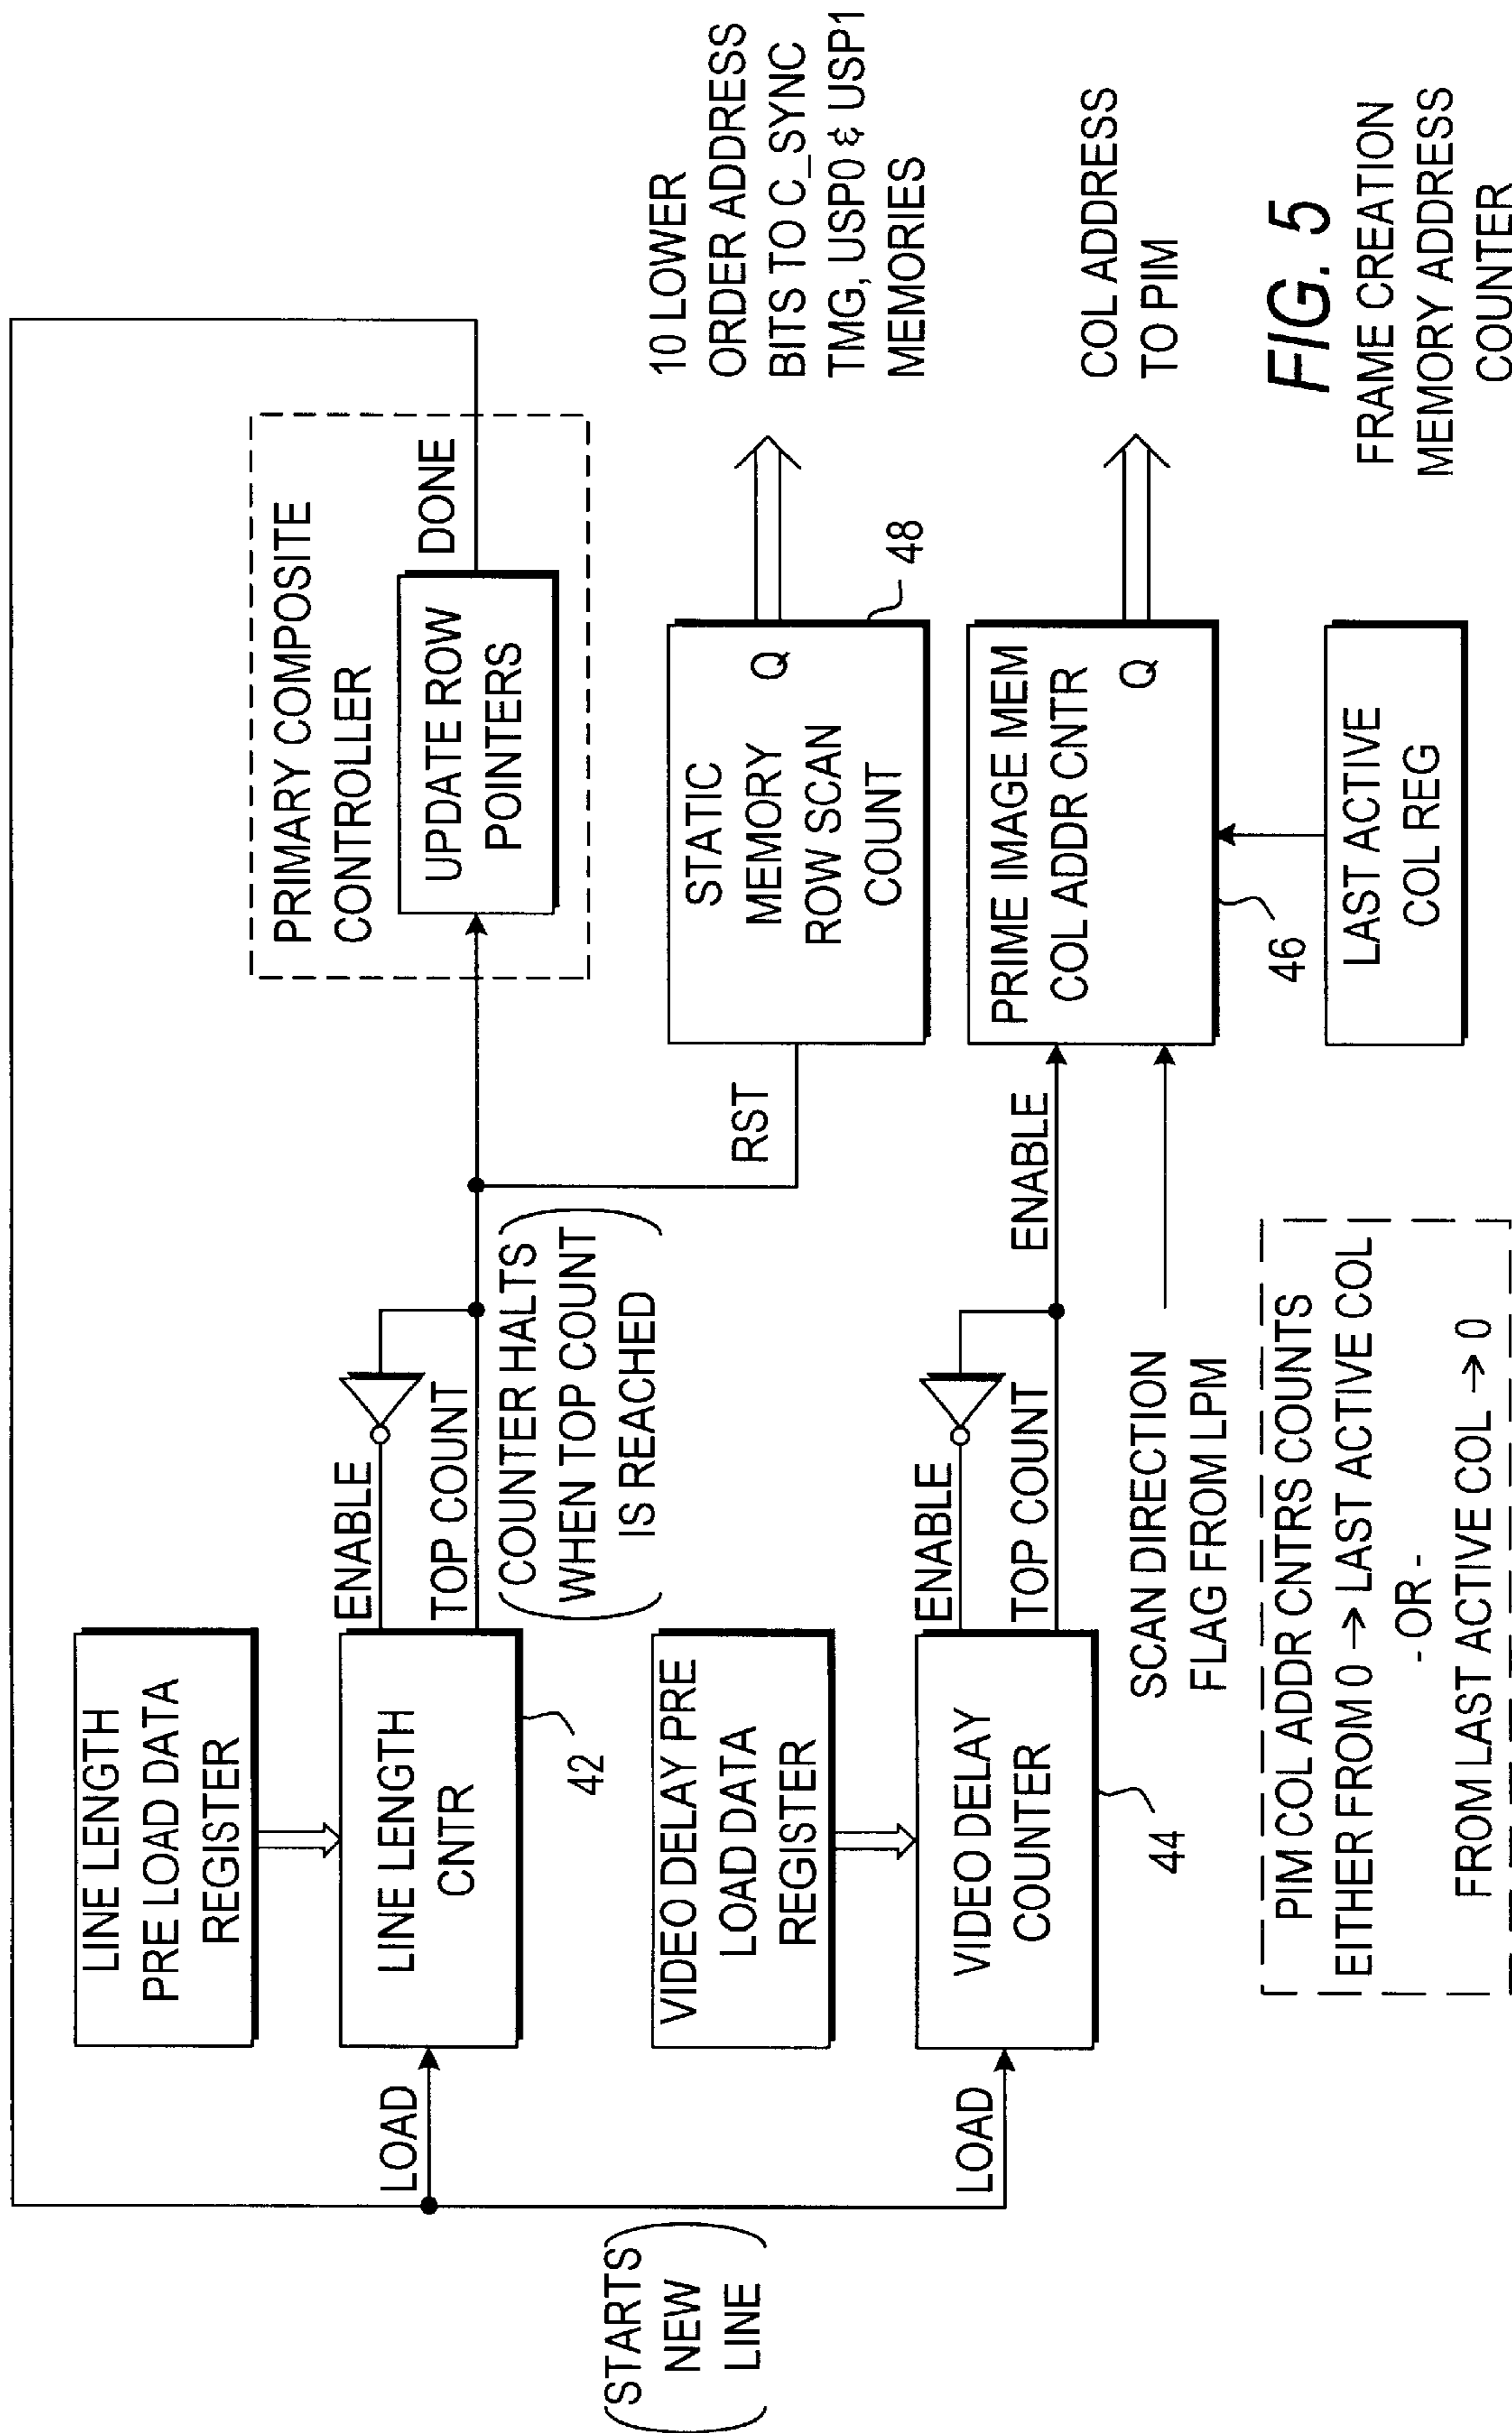 LINE LENGTH
PRE LOAD DATA
REGISTER
LOAD
LINE LENGTH
CNTR
42
ENABLE
TOP COUNT
COUNTER HALTS
WHEN TOP COUNT
IS REACHED
PRIMARY COMPOSITE
CONTROLLER
UPDATE ROW
POINTERS
DONE
STARTS
NEW
LINE
VIDEO DELAY PRE
LOAD DATA
REGISTER
LOAD
VIDEO DELAY
COUNTER
44
ENABLE
TOP COUNT
RST
STATIC
MEMORY Q
ROW SCAN
COUNT
48
10 LOWER
ORDER ADDRESS
BITS TO C_SYNC
TMG, USP0 & USP1
MEMORIES
ENABLE
SCAN DIRECTION
FLAG FROM LPM
PRIME IMAGE MEM
COL ADDR CNTR
Q
46
COL ADDRESS
TO PIM
LAST ACTIVE
COL REG
PIM COL ADDR CNTRS COUNTS
EITHER FROM 0 → LAST ACTIVE COL
- OR -
FROM LAST ACTIVE COL → 0
FIG. 5
FRAME CREATION
MEMORY ADDRESS
COUNTER